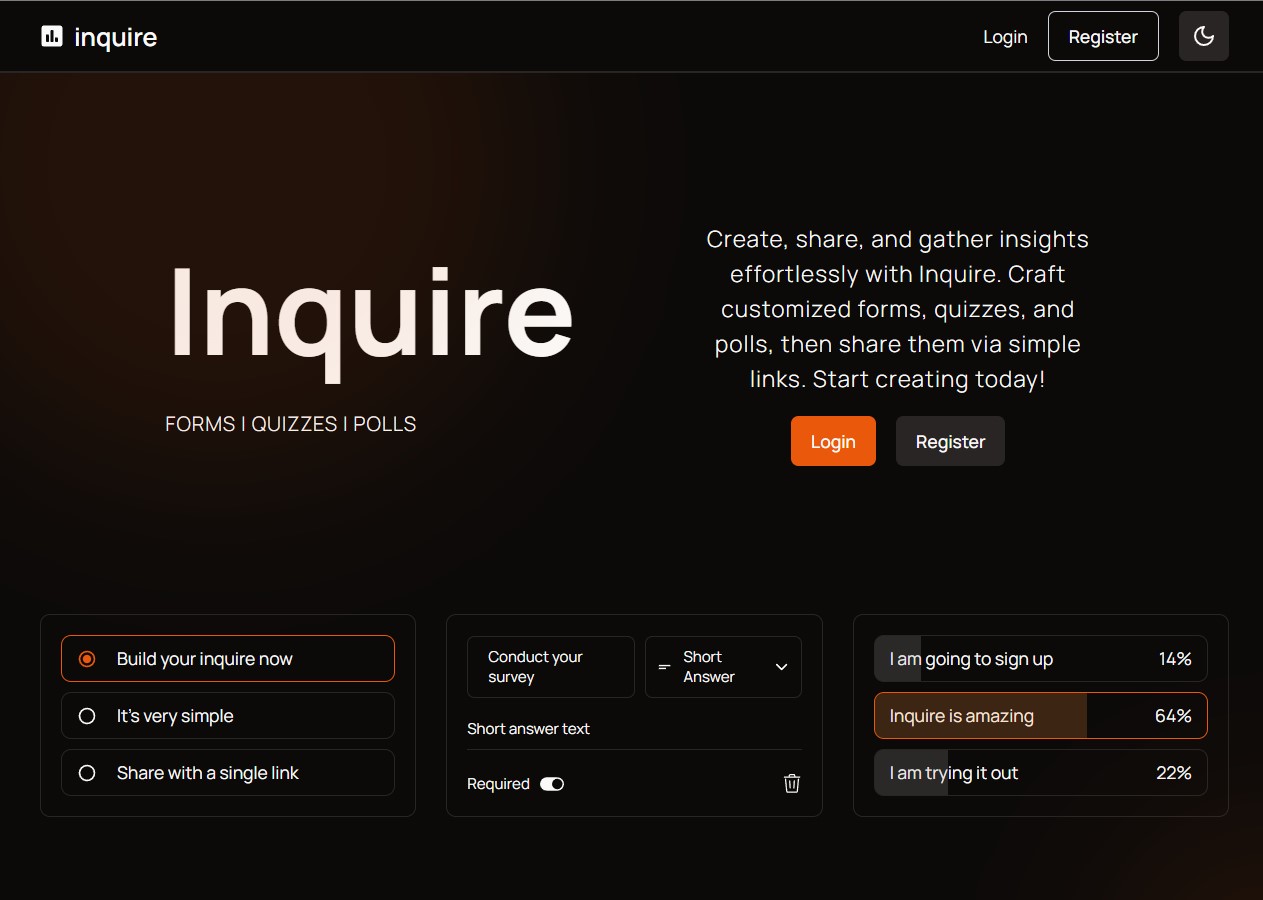 inquire
Login
Register
Inquire
FORMS | QUIZZES | POLLS
Create, share, and gather insights
effortlessly with Inquire. Craft
customized forms, quizzes, and
polls, then share them via simple
links. Start creating today!
Login
Register
Build your inquire now
It's very simple
Share with a single link
Conduct your
survey
Short
Answer
Short answer text
Required
I am going to sign up 14%
Inquire is amazing 64%
I am trying it out 22%